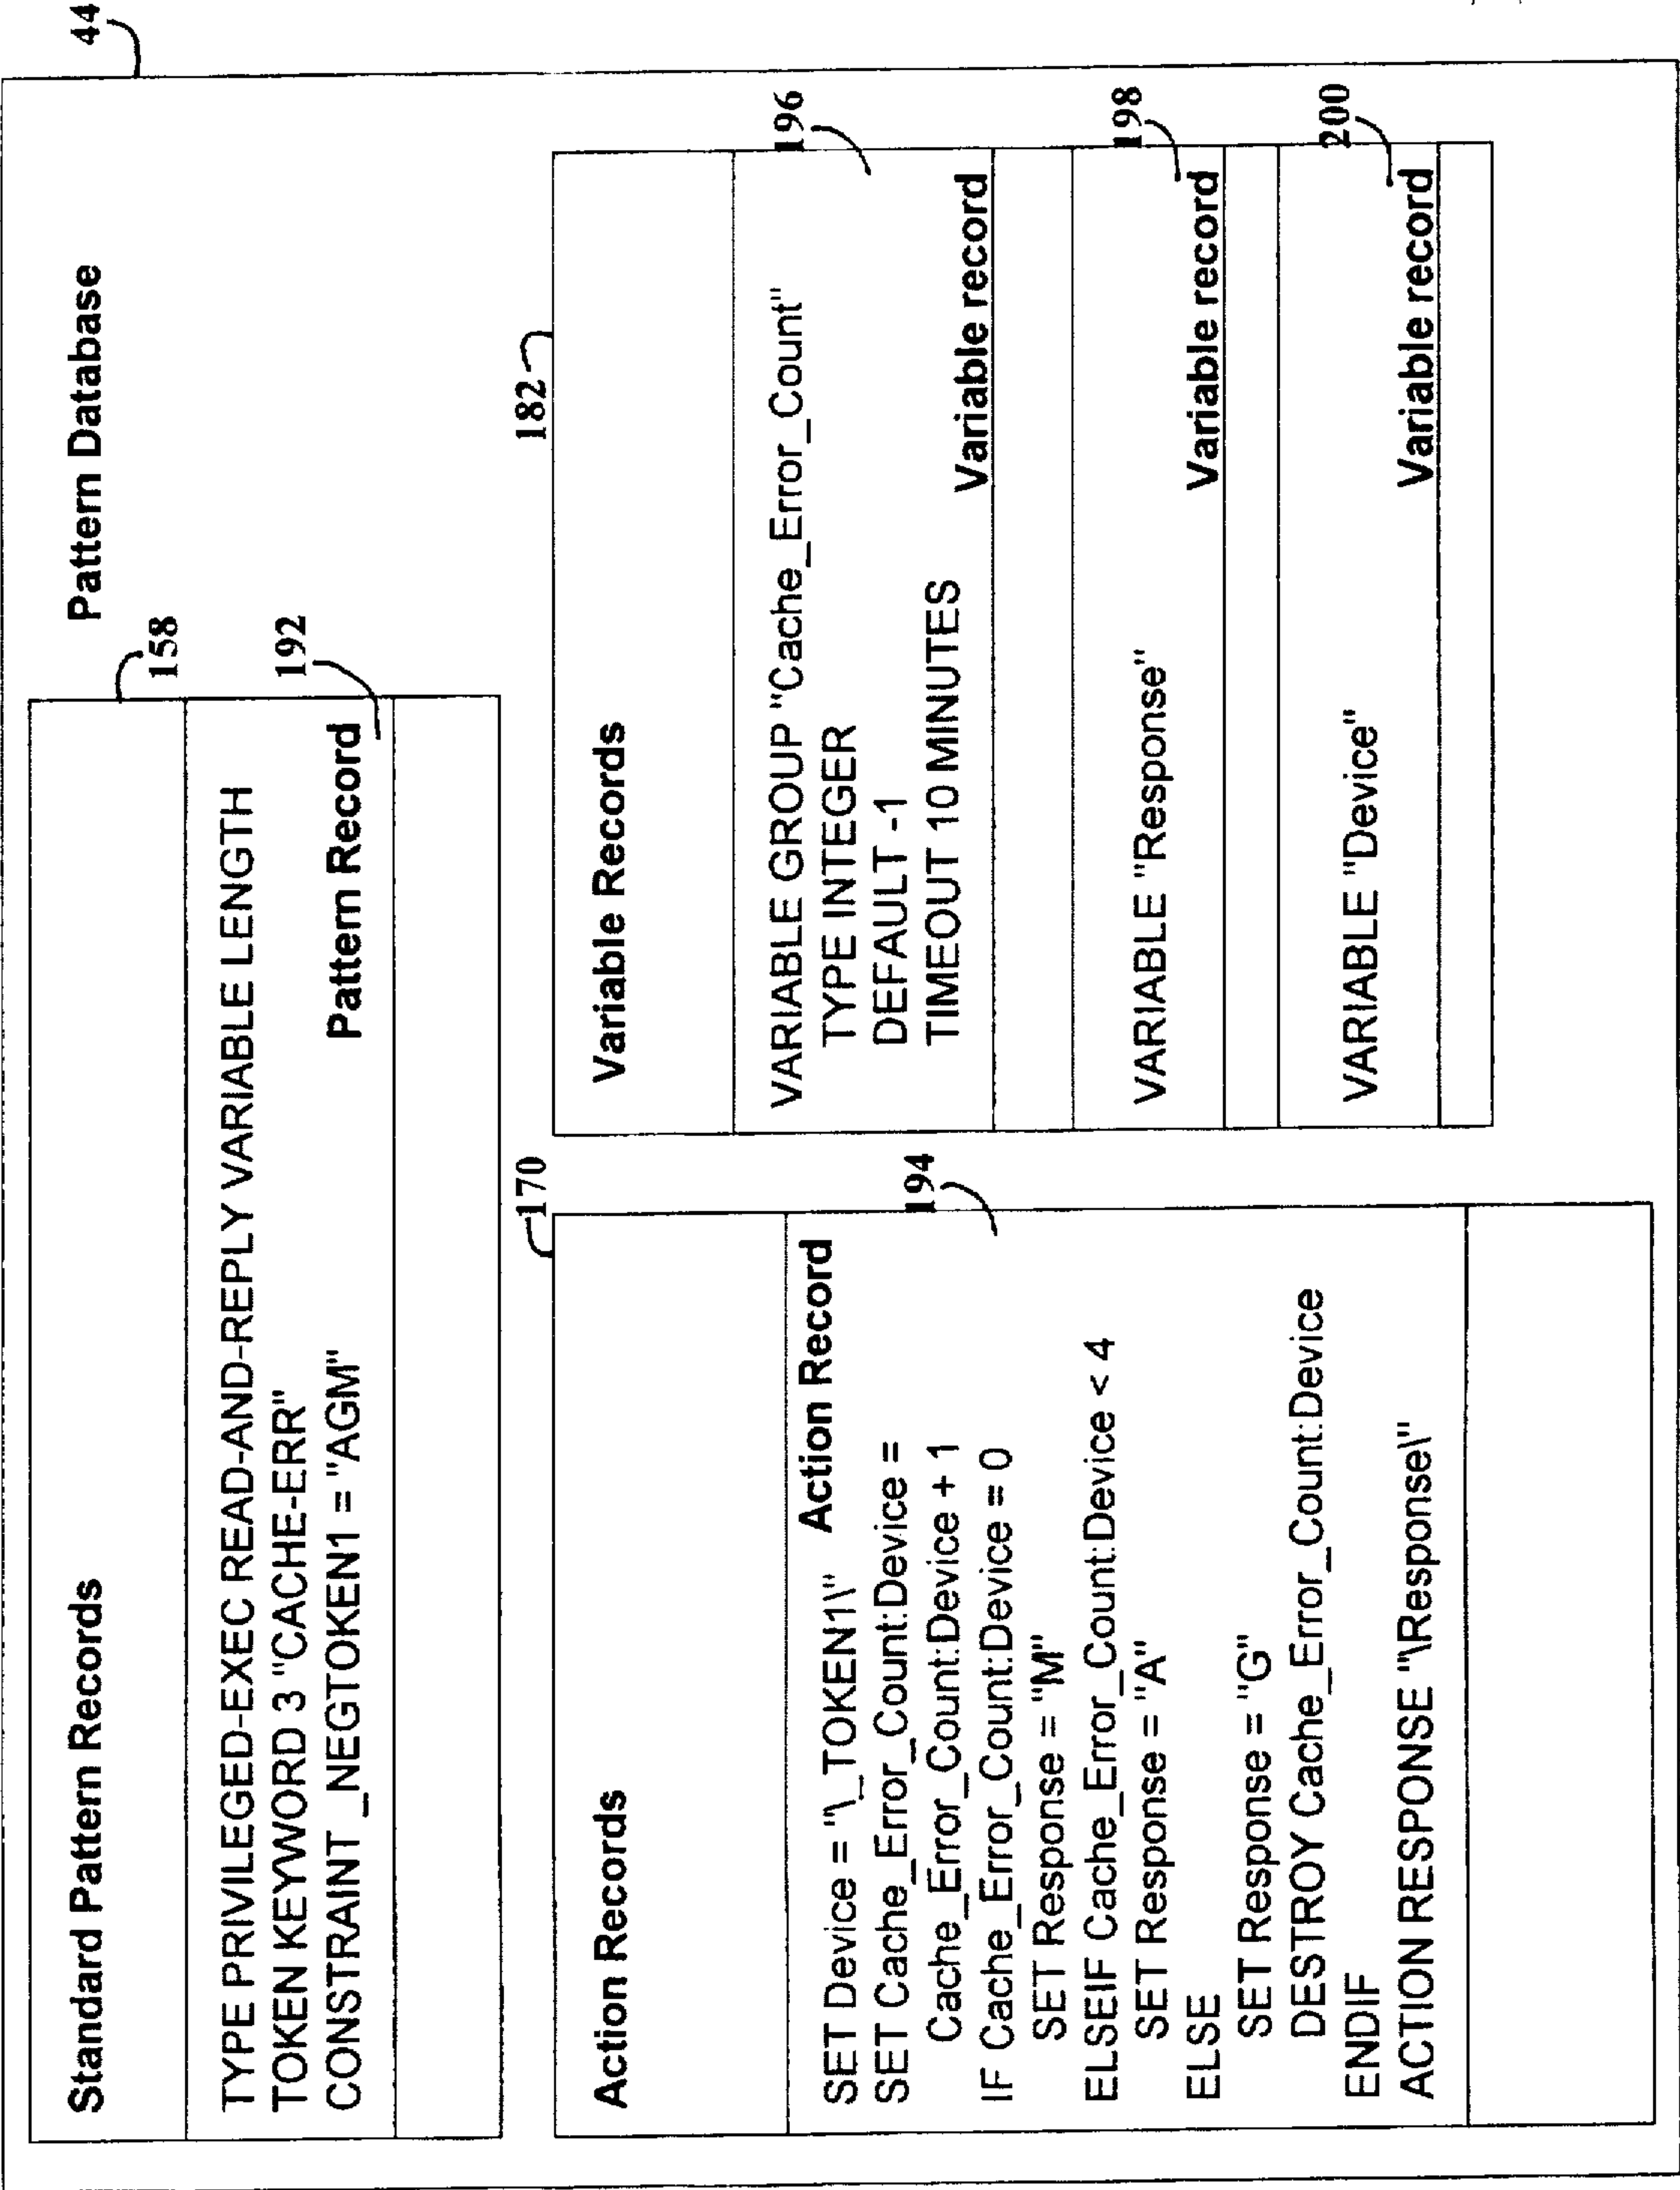 44
Pattern Database
Standard Pattern Records
158
TYPE PRIVILEGED-EXEC READ-AND-REPLY VARIABLE LENGTH
TOKEN KEYWORD 3 "CACHE-ERR"
CONSTRAINT _NEGTOKEN1 = "AGM"
192
Pattern Record
170
Action Records
Action Record
194
SET Device = "\_TOKEN1\"
SET Cache_Error_Count:Device =
Cache_Error_Count:Device + 1
IF Cache_Error_Count:Device = 0
SET Response = "M"
ELSEIF Cache_Error_Count:Device < 4
SET Response = "A"
ELSE
SET Response = "G"
DESTROY Cache_Error_Count:Device
ENDIF
ACTION RESPONSE "\Response\"
182
Variable Records
196
VARIABLE GROUP "Cache_Error_Count"
TYPE INTEGER
DEFAULT -1
TIMEOUT 10 MINUTES
Variable record
198
VARIABLE "Response"
Variable record
200
VARIABLE "Device"
Variable record